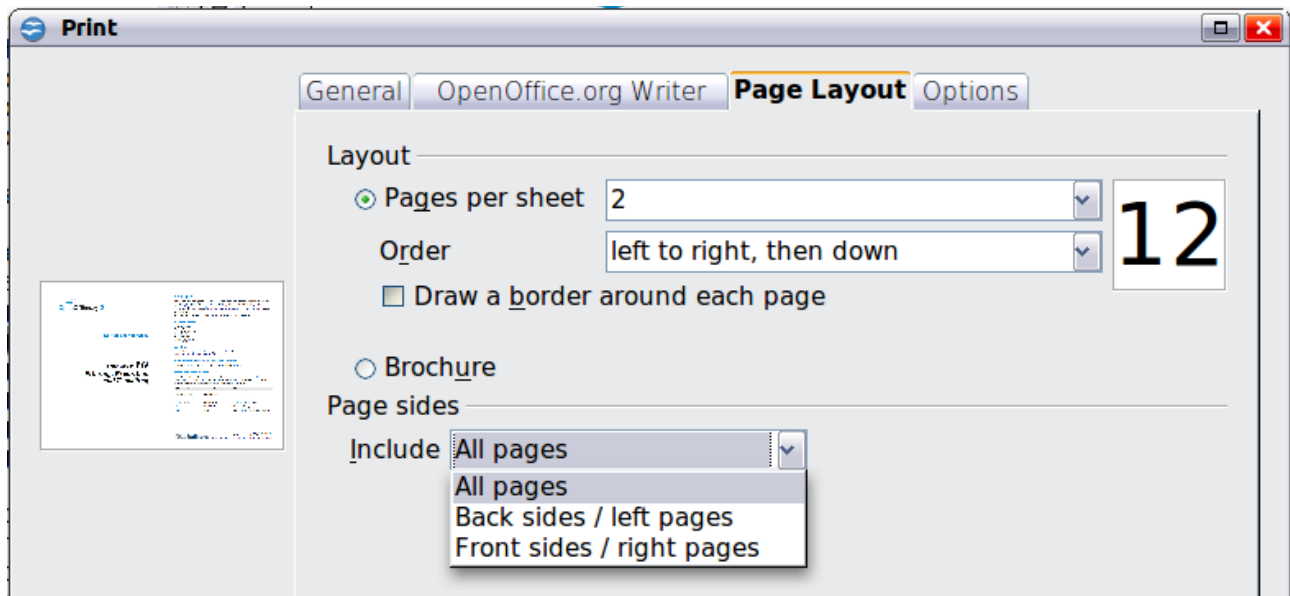 Print
General OpenOffice.org Writer Page Layout Options
Layout
Pages per sheet 2
12
Order left to right, then down
Draw a border around each page
Brochure
Page sides
Include All pages
All pages
Back sides / left pages
Front sides / right pages